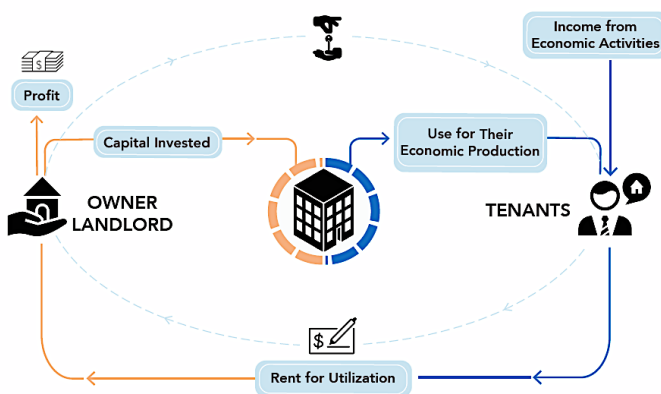 Income from
Economic Activities
$
Profit
Capital Invested
Use for Their
Economic Production
OWNER
LANDLORD
TENANTS
$
Rent for Utilization